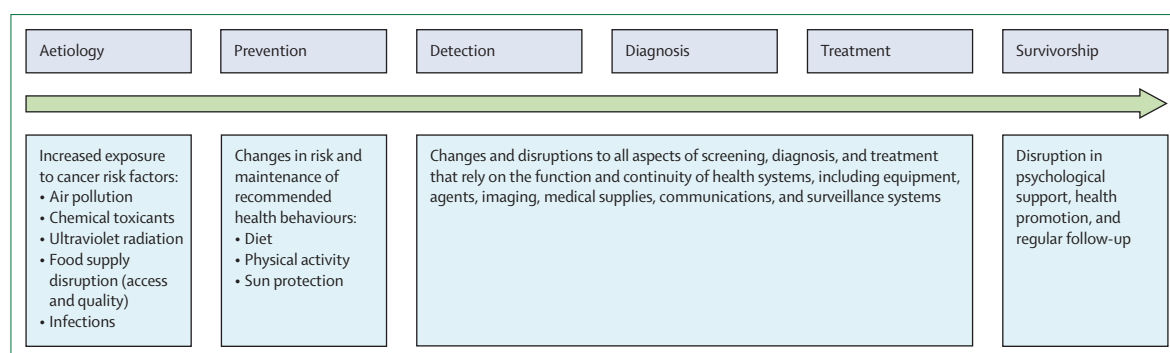 Aetiology
Prevention
Detection
Diagnosis
Treatment
Survivorship
Increased exposure
to cancer risk factors:
• Air pollution
• Chemical toxicants
• Ultraviolet radiation
• Food supply
disruption (access
and quality)
• Infections
Changes in risk and
maintenance of
recommended
health behaviours:
• Diet
• Physical activity
• Sun protection
Changes and disruptions to all aspects of screening, diagnosis, and treatment
that rely on the function and continuity of health systems, including equipment,
agents, imaging, medical supplies, communications, and surveillance systems
Disruption in
psychological
support, health
promotion, and
regular follow-up